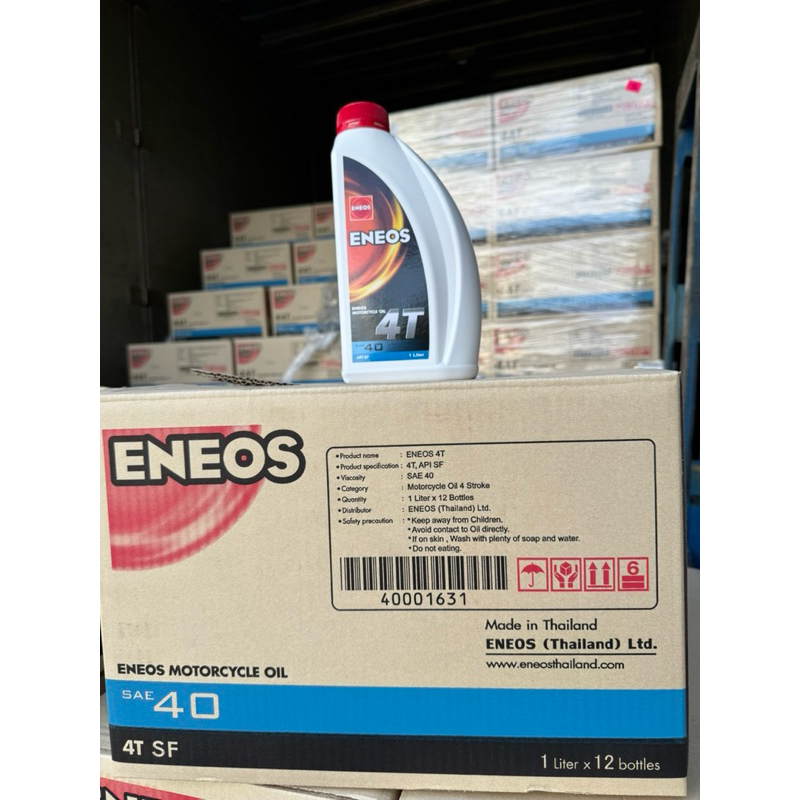 ENEOS
ENEOS
ENEOS
MOTORCYCLE OIL
4T
SAE 40
API SF
1 Liter
ENEOS
•Product name : ENEOS 4T
•Product specification : 4T, API SF
•Viscosity : SAE 40
•Category : Motorcycle Oil 4 Stroke
•Quantity : 1 Liter x 12 Bottles
•Distributor : ENEOS (Thailand) Ltd.
•Safety precaution : *Keep away from Children.
*Avoid contact to Oil directly.
*If on skin , Wash with plenty of soap and water.
*Do not eating.
40001631
6
Made in Thailand
ENEOS (Thailand) Ltd.
www.eneosthailand.com
ENEOS MOTORCYCLE OIL
SAE 40
4T SF
1 Liter x 12 bottles